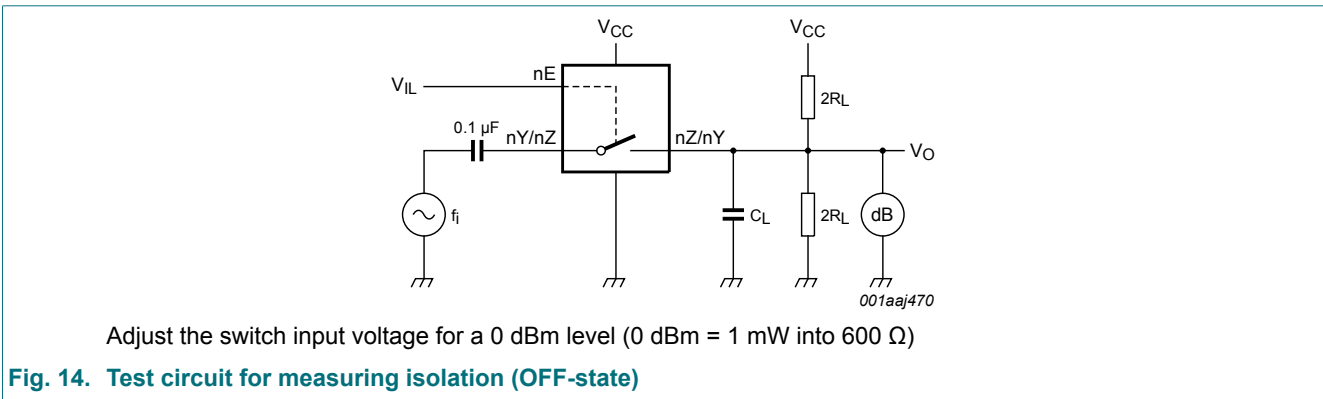 VCC
VCC
nE
VIL
2RL
0.1 µF
nY/nZ
nZ/nY
VO
fi
CL
2RL
dB
001aaj470
Adjust the switch input voltage for a 0 dBm level (0 dBm = 1 mW into 600 Ω)
Fig. 14. Test circuit for measuring isolation (OFF-state)